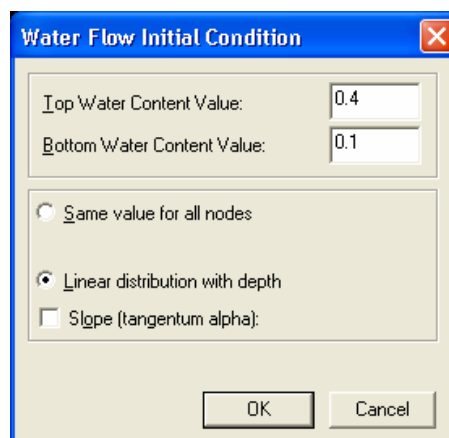 Water Flow Initial Condition
Top Water Content Value: 0.4
Bottom Water Content Value: 0.1
Same value for all nodes
Linear distribution with depth
Slope (tangentum alpha):
OK Cancel